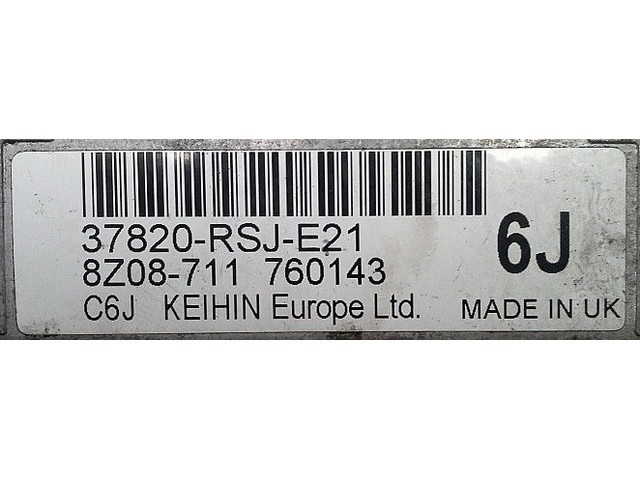 37820-RSJ-E21
6J
8Z08-711 760143
C6J KEIHIN Europe Ltd. MADE IN UK